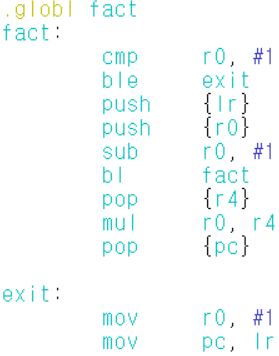 .globl fact
fact:
cmp r0, #1
ble exit
push {lr}
push {r0}
sub r0, #1
bl fact
pop {r4}
mul r0, r4
pop {pc}
exit:
mov r0, #1
mov pc, lr